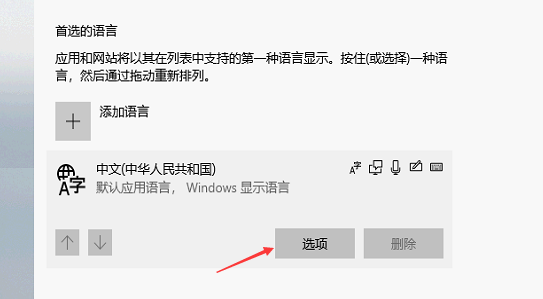 首选的语言
应用和网站将以其在列表中支持的第一种语言显示。按住(或选择)一种语
言，然后通过拖动重新排列。
添加语言
中文(中华人民共和国)
默认应用语言， Windows 显示语言
选项
删除